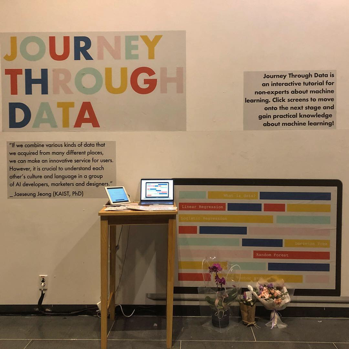 JOURNEY
THROUGH
DATA
Journey Through Data is
an interactive tutorial for
non-experts about machine
learning. Click screens to move
onto the next stage and
gain practical knowledge
about machine learning!
"If we combine various kinds of data that
we acquired from many different places,
we can make an innovative service for users.
However, it is crucial to understand each
other's culture and language in a group
of AI developers, marketers and designers."
_ Jaeseung Jeong (KAIST, PhD)
Linear Regression
Random Forest